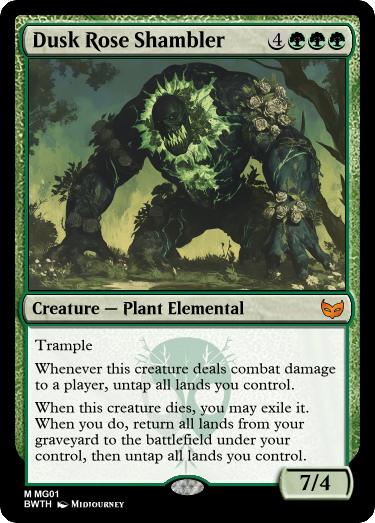 Dusk Rose Shambler 4
Creature — Plant Elemental
Trample
Whenever this creature deals combat damage
to a player, untap all lands you control.
When this creature dies, you may exile it.
When you do, return all lands from your
graveyard to the battlefield under your
control, then untap all lands you control.
7/4
M MG01
BWTH Midjourney